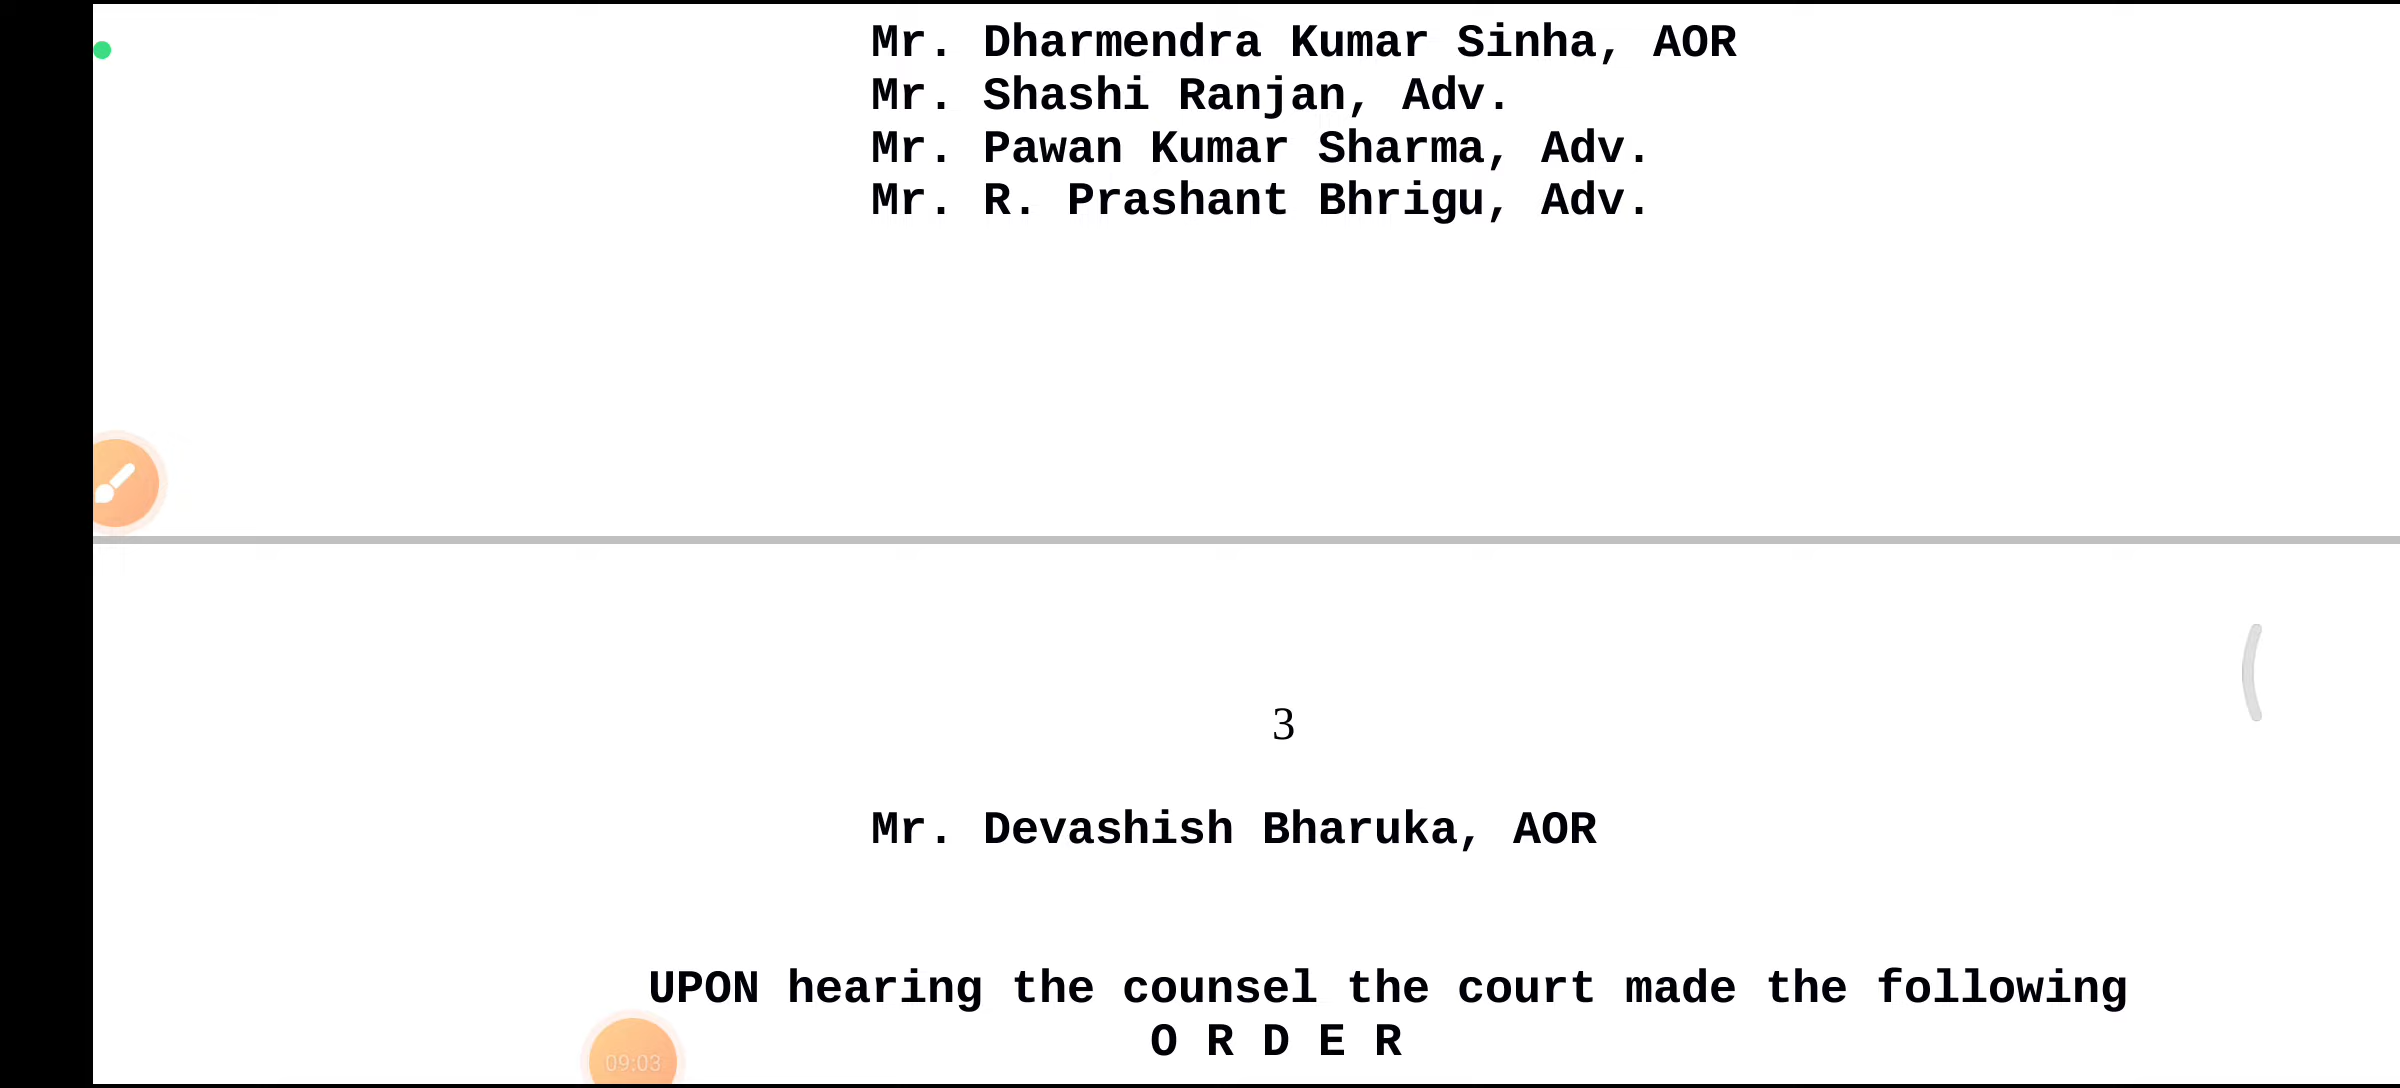 Mr. Dharmendra Kumar Sinha, AOR
Mr. Shashi Ranjan, Adv.
Mr. Pawan Kumar Sharma, Adv.
Mr. R. Prashant Bhrigu, Adv.
3
Mr. Devashish Bharuka, AOR
UPON hearing the counsel the court made the following
O R D E R
09:03